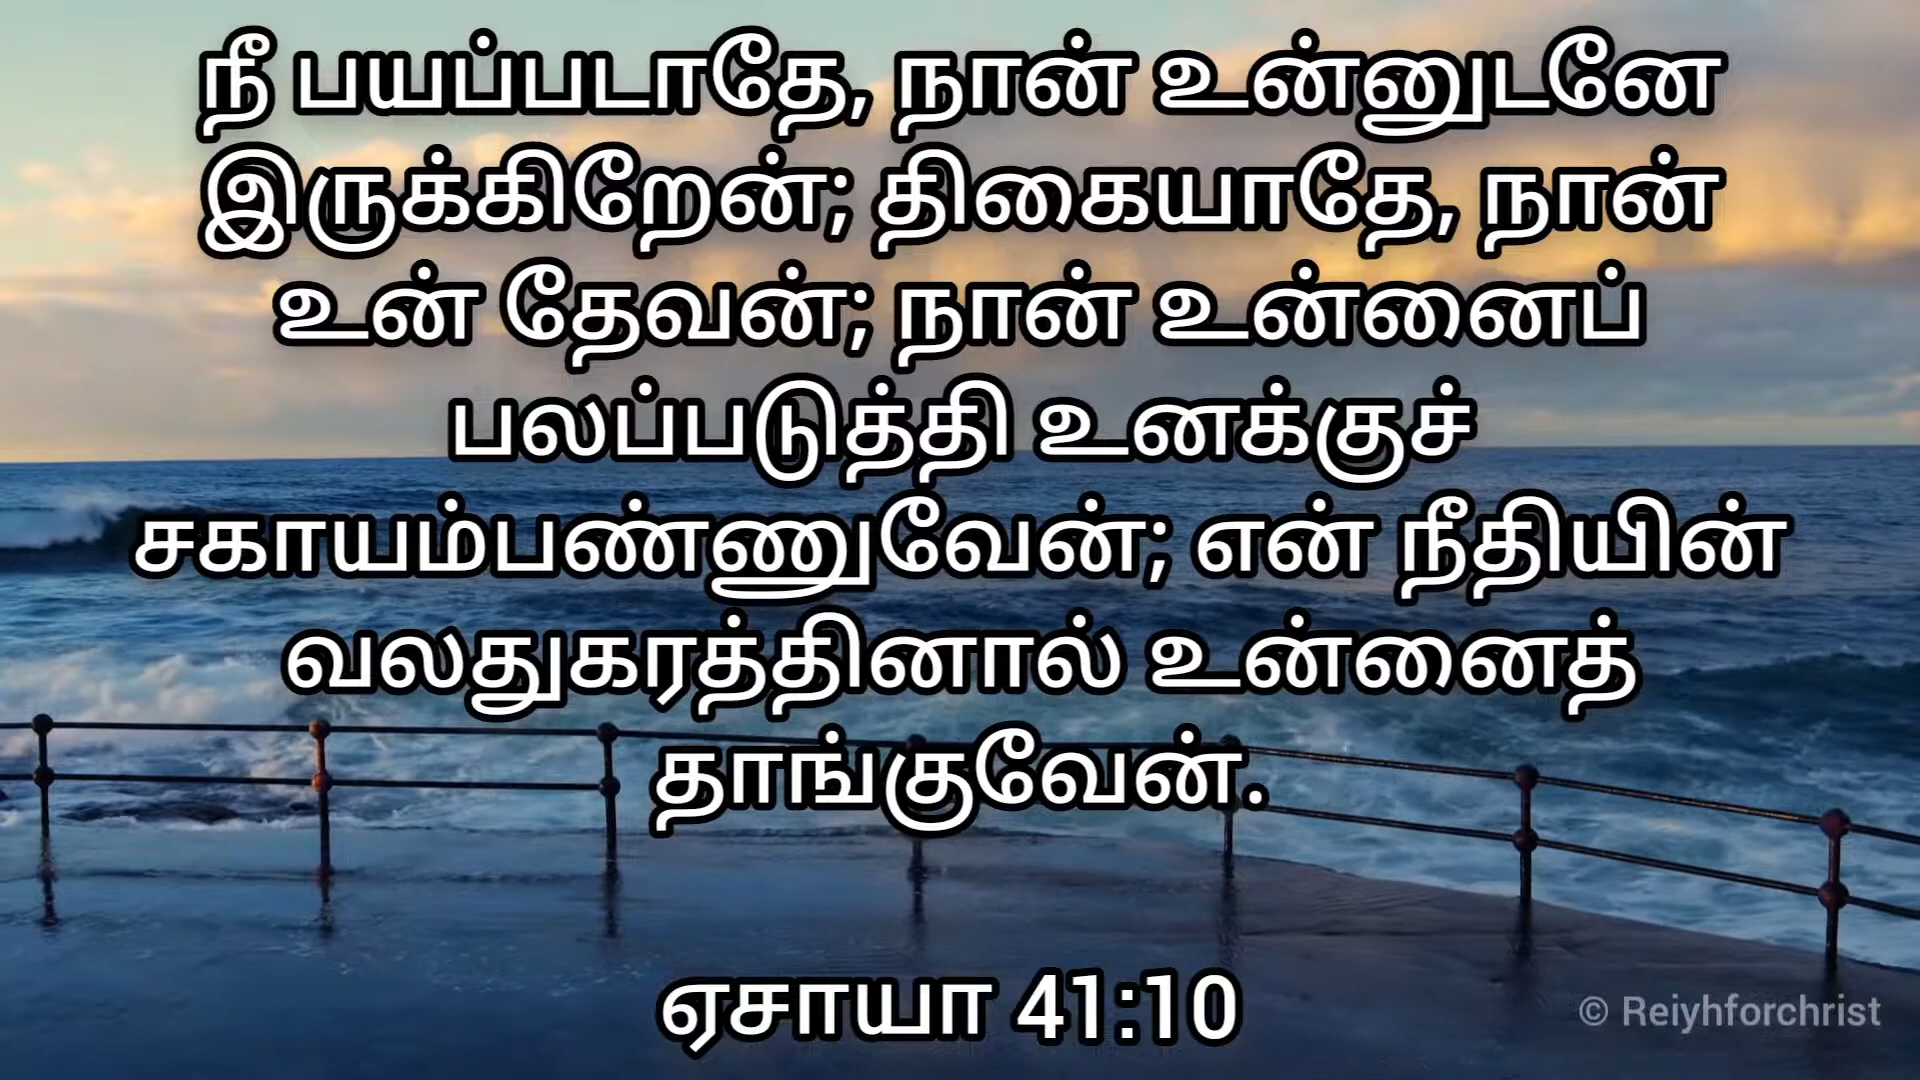 நீ பயப்படாதே, நான் உன்னுடனே
இருக்கிறேன்; திகையாதே, நான்
உன் தேவன்; நான் உன்னைப்
பலப்படுத்தி உனக்குச்
சகாயம்பண்ணுவேன்; என் நீதியின்
வலதுகரத்தினால் உன்னைத்
தாங்குவேன்.
ஏசாயா 41:10
© Reiyhforchrist